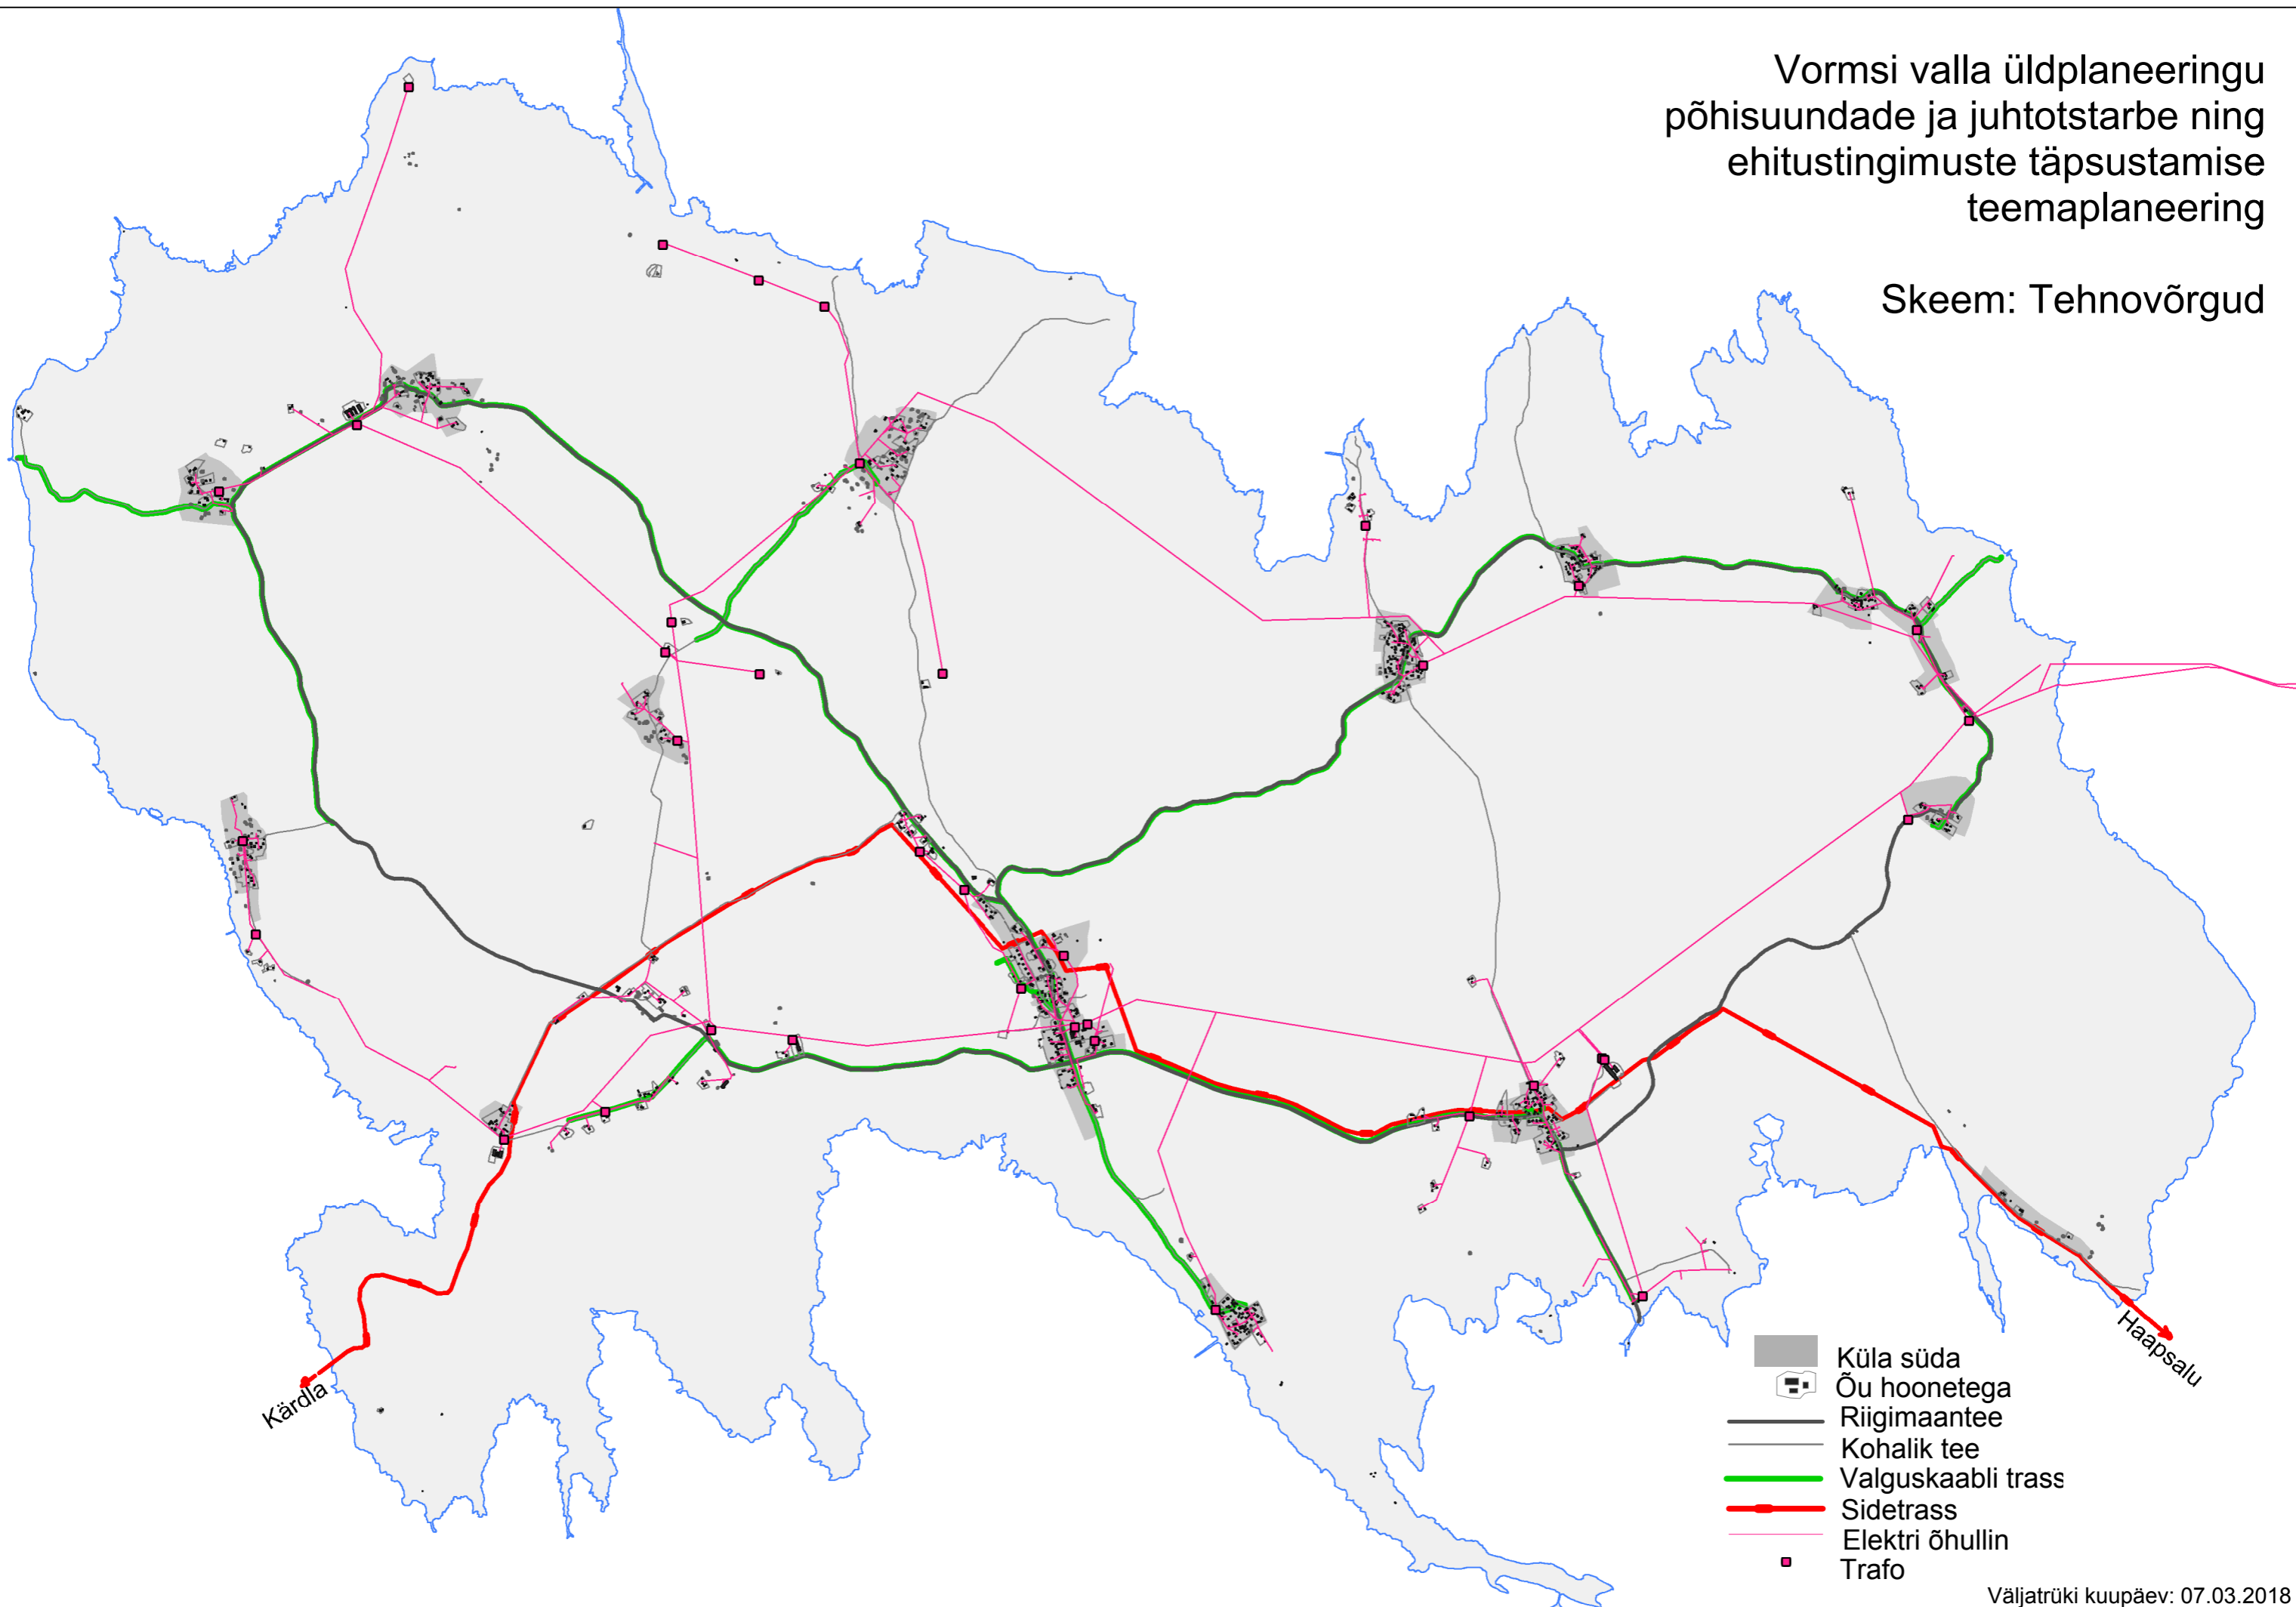 Vormsi valla üldplaneeringu
põhisuundade ja juhtotstarbe ning
ehitustingimuste täpsustamise
teemaplaneering
Skeem: Tehnovõrgud
Kärdla
Haapsalu
Küla süda
Õu hoonetega
Riigimaantee
Kohalik tee
Valguskaabli trass
Sidetrass
Elektri õhullin
Trafo
Väljatrüki kuupäev: 07.03.2018